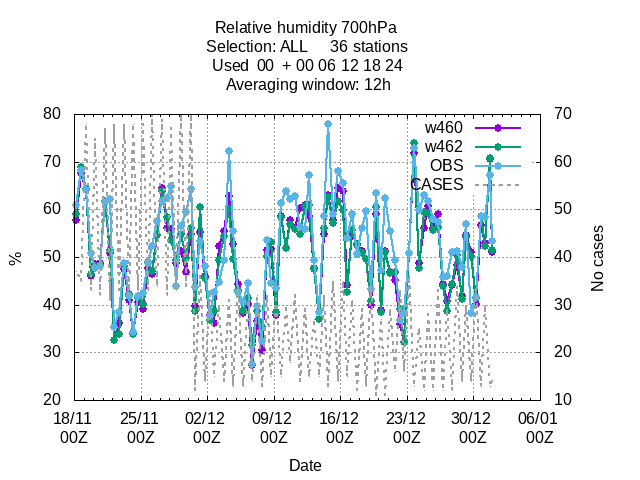 Relative humidity 700hPa
Selection: ALL     36 stations
Used  00  + 00 06 12 18 24
Averaging window: 12h
80 70
w460
w462
OBS
CASES
70 60
60 50
%
No cases
50 40
40 30
30 20
20 10
18/11 25/11 02/12 09/12 16/12 23/12 30/12 06/01
00Z 00Z 00Z 00Z 00Z 00Z 00Z 00Z
Date